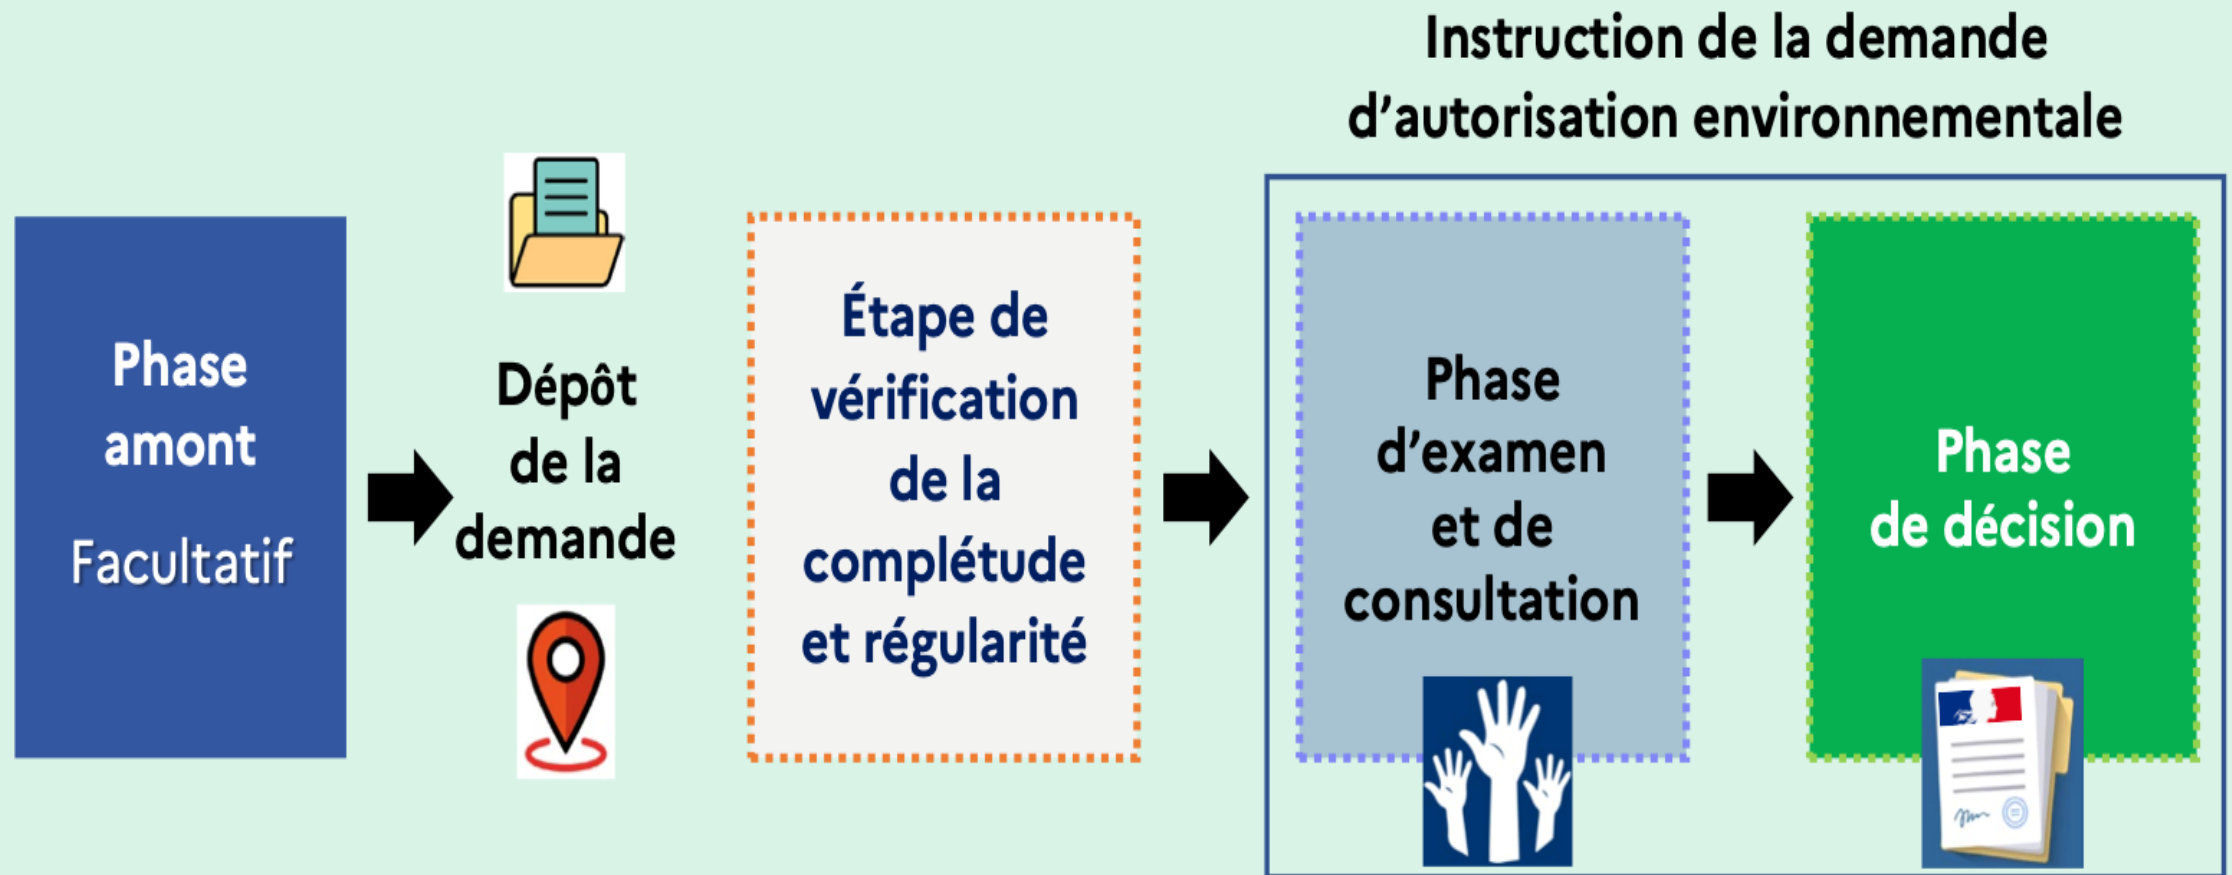 Instruction de la demande
d’autorisation environnementale
Phase
amont
Facultatif
Dépôt
de la
demande
Étape de
vérification
de la
complétude
et régularité
Phase
d’examen
et de
consultation
Phase
de décision